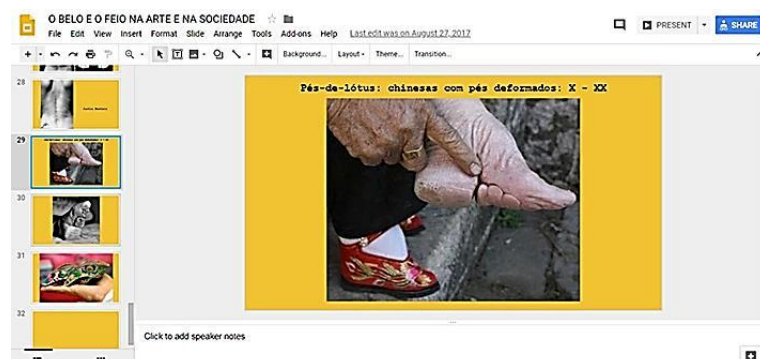 O BELO E O FEIO NA ARTE E NA SOCIEDADE
File Edit View Insert Format Slide Arrange Tools Add-ons Help Last edit was on August 27, 2017
PRESENT
SHARE
Background... Layout Theme... Transition...
28
29
30
31
32
Pés-de-lótus: chinesas com pés deformados: X - XX
Click to add speaker notes